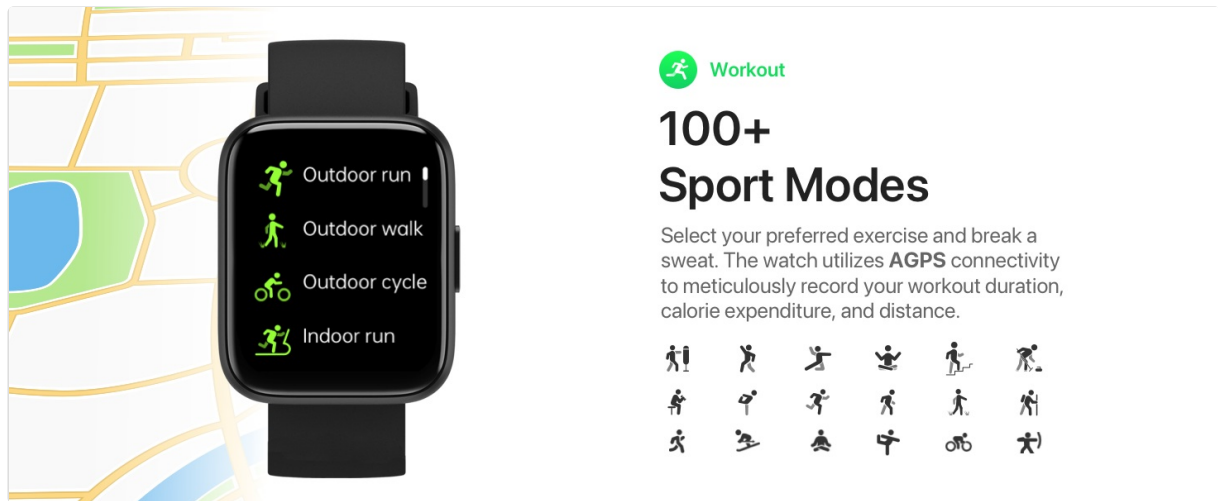 Outdoor run
Outdoor walk
Outdoor cycle
Indoor run
Workout
100+
Sport Modes
Select your preferred exercise and break a
sweat. The watch utilizes AGPS connectivity
to meticulously record your workout duration,
calorie expenditure, and distance.